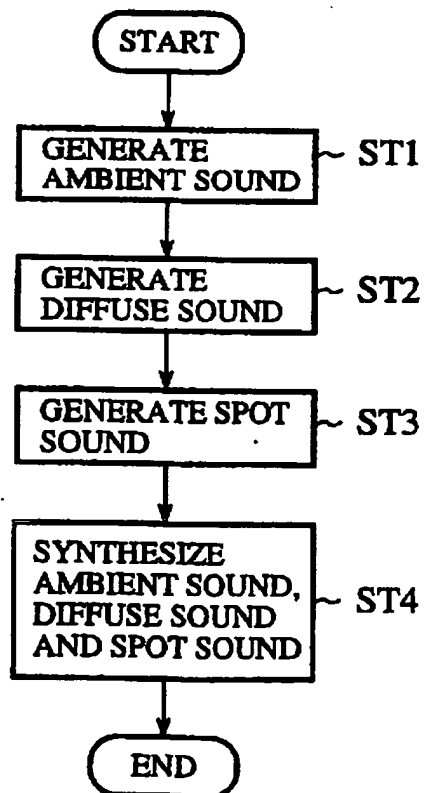 START
GENERATE
AMBIENT SOUND
ST1
GENERATE
DIFFUSE SOUND
ST2
GENERATE SPOT
SOUND
ST3
SYNTHESIZE
AMBIENT SOUND,
DIFFUSE SOUND
AND SPOT SOUND
ST4
END